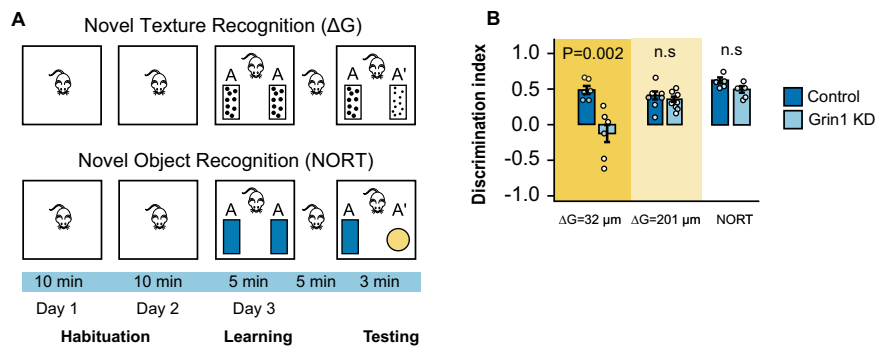 A
Novel Texture Recognition (ΔG)
A A A A'
Novel Object Recognition (NORT)
A A A A'
10 min 10 min 5 min 5 min 3 min
Day 1 Day 2 Day 3
Habituation Learning Testing
B
Discrimination index
1.0
0.5
0.0
-0.5
-1.0
P=0.002 n.s n.s
ΔG=32 µm ΔG=201 µm NORT
Control
Grin1 KD